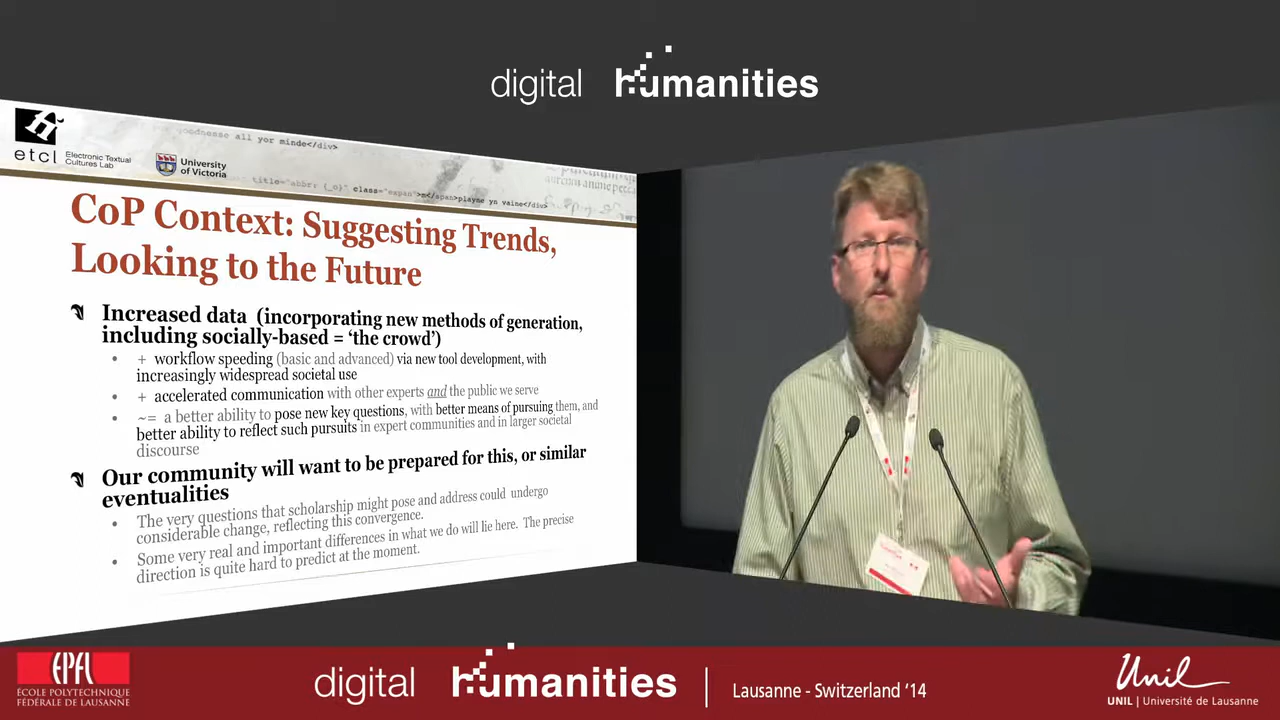 digital humanities
goodnesse all yor minde</div>
etcl
Electronic Textual
Cultures Lab
University
of Victoria
CoP Context: Suggesting Trends,
Looking to the Future
Increased data (incorporating new methods of generation,
including socially-based = ‘the crowd’)
• + workflow speeding (basic and advanced) via new tool development, with
increasingly widespread societal use
• + accelerated communication with other experts and the public we serve
• ~= a better ability to pose new key questions, with better means of pursuing them, and
better ability to reflect such pursuits in expert communities and in larger societal
discourse
Our community will want to be prepared for this, or similar
eventualities
• The very questions that scholarship might pose and address could undergo
considerable change, reflecting this convergence.
• Some very real and important differences in what we do will lie here. The precise
direction is quite hard to predict at the moment.
EPFL
ÉCOLE POLYTECHNIQUE
FÉDÉRALE DE LAUSANNE
digital humanities
Lausanne - Switzerland ‘14
Unil
UNIL | Université de Lausanne